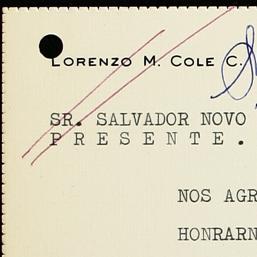 LORENZO M. COLE C.
SR. SALVADOR NOVO
PRESENTE.
NOS AGR
HONRARN